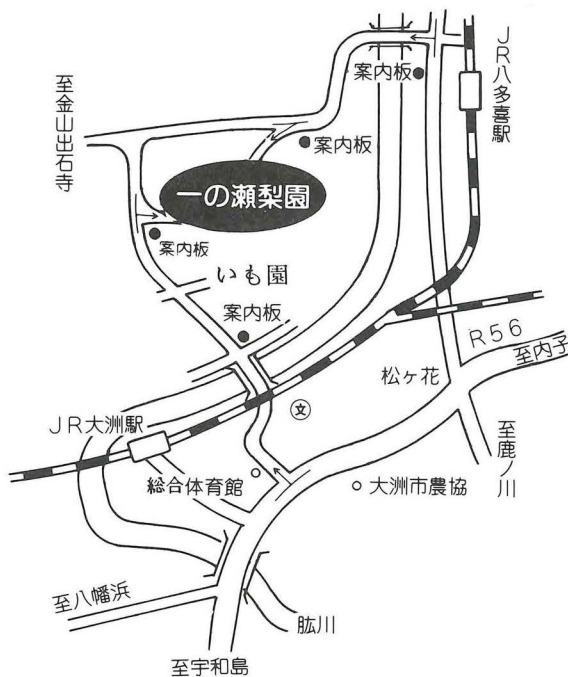 JR八多喜駅
案内板
至金山出石寺
案内板
一の瀬梨園
案内板
いも園
案内板
R56
至内子
松ヶ花
JR大洲駅
文
至鹿ノ川
総合体育館
大洲市農協
至八幡浜
肱川
至宇和島